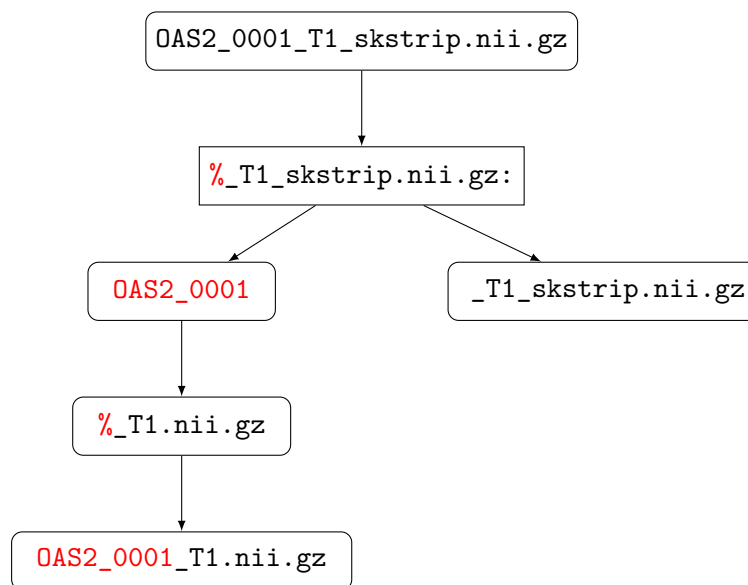 OAS2_0001_T1_skstrip.nii.gz
%_T1_skstrip.nii.gz:
OAS2_0001
_T1_skstrip.nii.gz
%_T1.nii.gz
OAS2_0001_T1.nii.gz